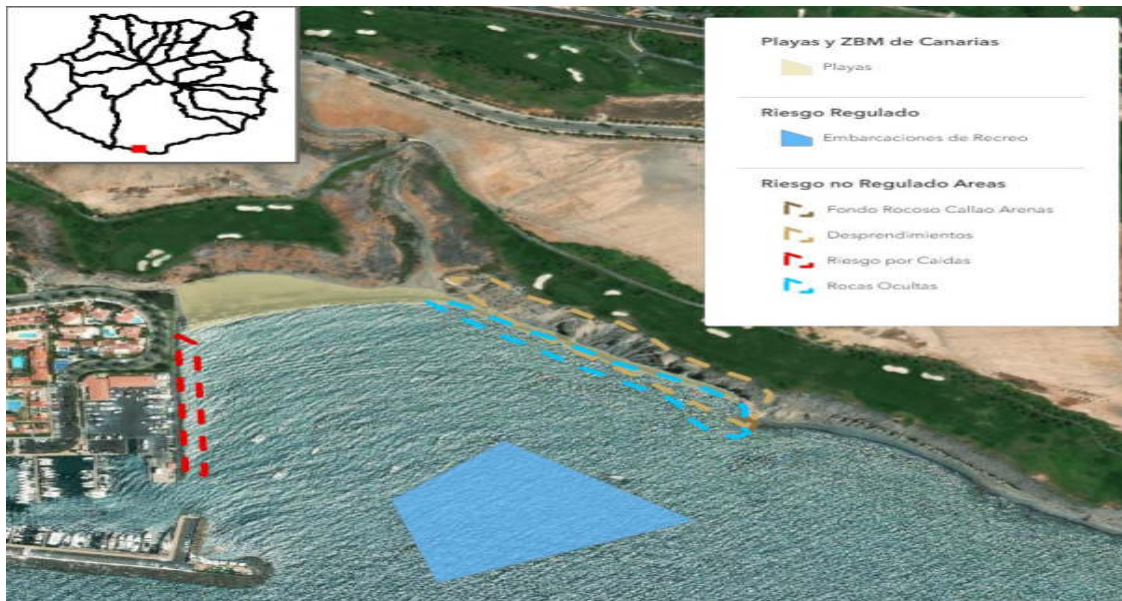 Playas y ZBM de Canarias
Playas
Riesgo Regulado
Embarcaciones de Recreo
Riesgo no Regulado Areas
Fondo Rocoso Callao Arenas
Desprendimientos
Riesgo por Caidas
Rocas Ocultas